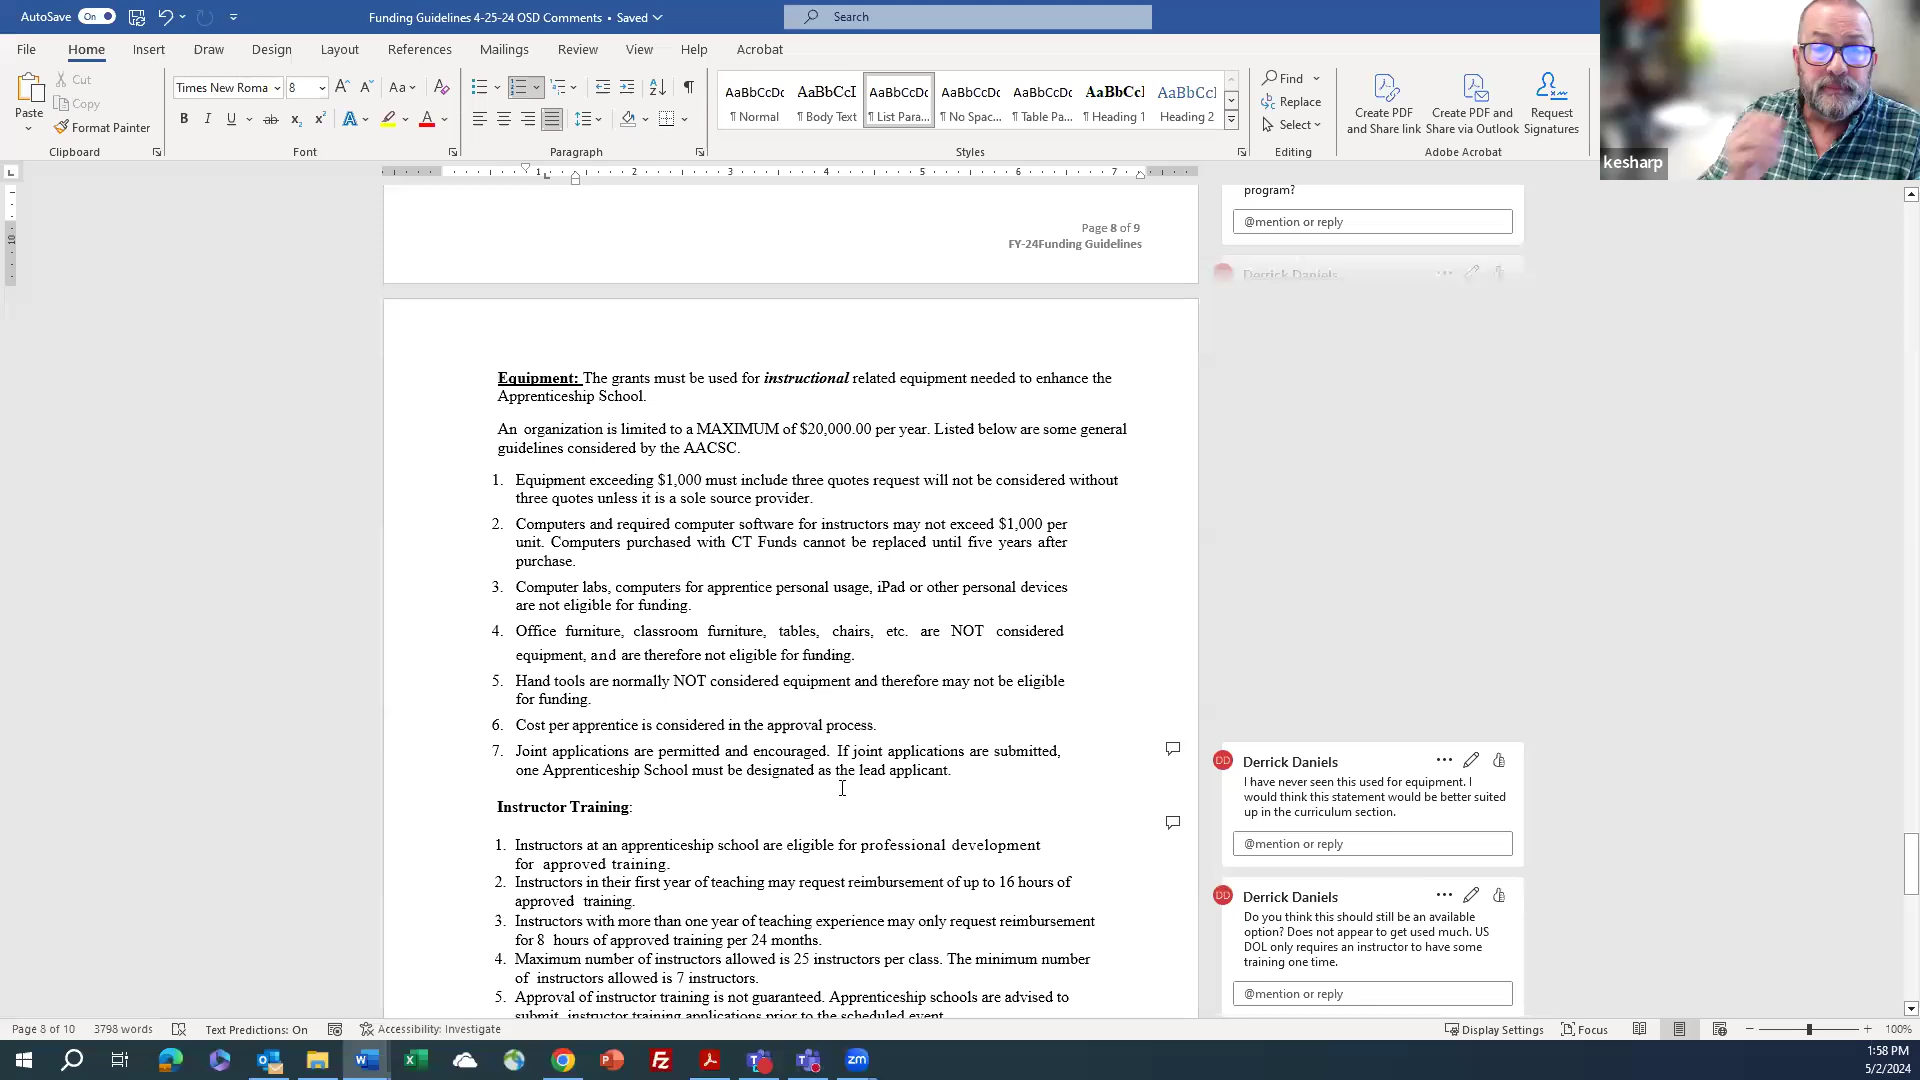 AutoSave On Funding Guidelines 4-25-24 OSD Comments • Saved Search
File Home Insert Draw Design Layout References Mailings Review View Help Acrobat
Paste
Cut
Copy
Format Painter
Clipboard
Times New Roma 8
Font
Paragraph
AaBbCcDc
¶ Normal
AaBbCcI
¶ Body Text
AaBbCcDc
¶ List Para...
AaBbCcDc
¶ No Spac...
AaBbCcDc
¶ Table Pa...
AaBbCcI
¶ Heading 1
AaBbCcI
Heading 2
Styles
Find
Replace
Select
Editing
Create PDF
and Share link
Create PDF and
Share via Outlook
Request
Signatures
Adobe Acrobat
kesharp
1 2 3 4 5 6 7
10
Page 8 of 9
FY-24Funding Guidelines
Equipment: The grants must be used for instructional related equipment needed to enhance the
Apprenticeship School.
An organization is limited to a MAXIMUM of $20,000.00 per year. Listed below are some general
guidelines considered by the AACSC.
1. Equipment exceeding $1,000 must include three quotes request will not be considered without
three quotes unless it is a sole source provider.
2. Computers and required computer software for instructors may not exceed $1,000 per
unit. Computers purchased with CT Funds cannot be replaced until five years after
purchase.
3. Computer labs, computers for apprentice personal usage, iPad or other personal devices
are not eligible for funding.
4. Office furniture, classroom furniture, tables, chairs, etc. are NOT considered
equipment, and are therefore not eligible for funding.
5. Hand tools are normally NOT considered equipment and therefore may not be eligible
for funding.
6. Cost per apprentice is considered in the approval process.
7. Joint applications are permitted and encouraged. If joint applications are submitted,
one Apprenticeship School must be designated as the lead applicant.
Instructor Training:
1. Instructors at an apprenticeship school are eligible for professional development
for approved training.
2. Instructors in their first year of teaching may request reimbursement of up to 16 hours of
approved training.
3. Instructors with more than one year of teaching experience may only request reimbursement
for 8 hours of approved training per 24 months.
4. Maximum number of instructors allowed is 25 instructors per class. The minimum number
of instructors allowed is 7 instructors.
5. Approval of instructor training is not guaranteed. Apprenticeship schools are advised to
submit instructor training applications prior to the scheduled event.
program?
@mention or reply
Derrick Daniels
DD Derrick Daniels
I have never seen this used for equipment. I
would think this statement would be better suited
up in the curriculum section.
@mention or reply
DD Derrick Daniels
Do you think this should still be an available
option? Does not appear to get used much. US
DOL only requires an instructor to have some
training one time.
@mention or reply
Page 8 of 10 3798 words Text Predictions: On Accessibility: Investigate Display Settings Focus 100%
1:58 PM
5/2/2024